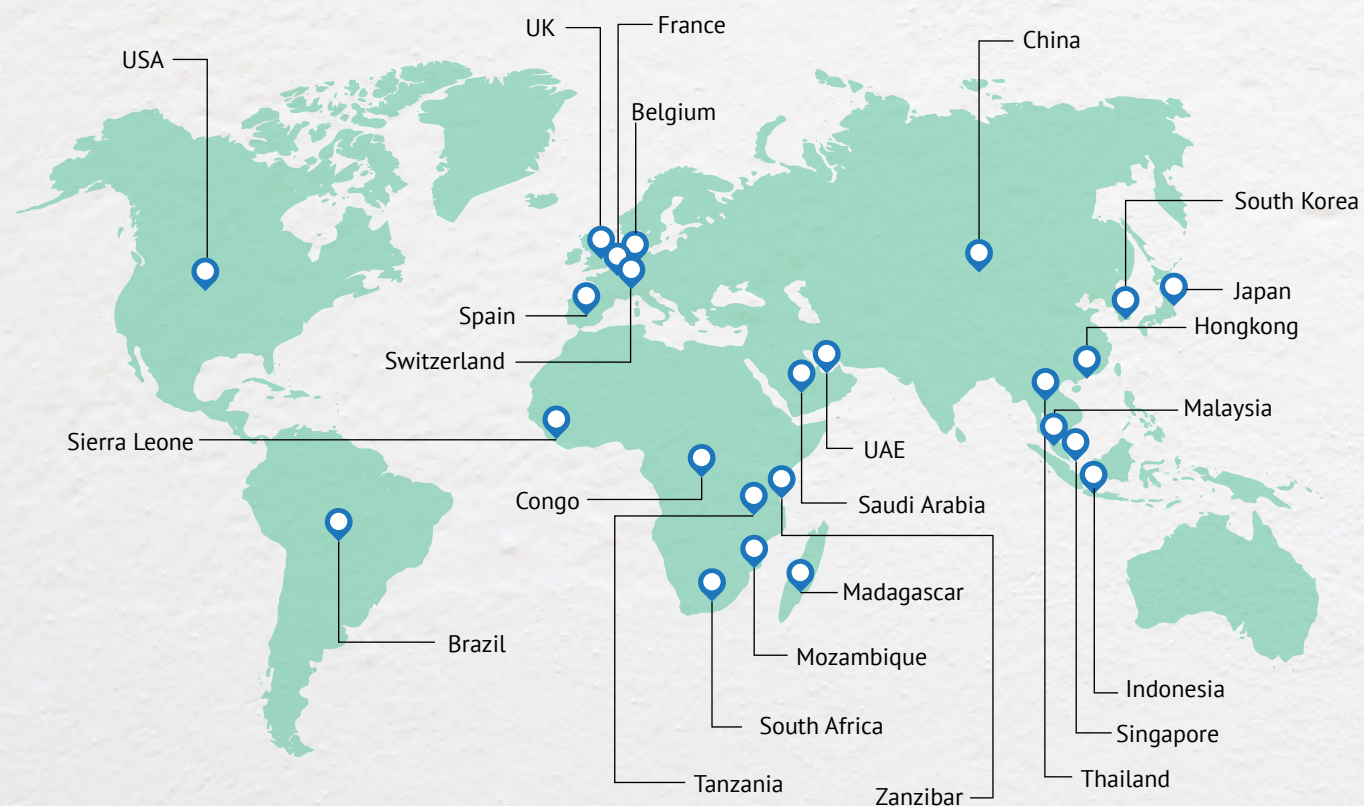 UK
France
China
USA
Belgium
South Korea
Japan
Spain
Hongkong
Switzerland
Malaysia
Sierra Leone
UAE
Congo
Saudi Arabia
Madagascar
Brazil
Mozambique
Indonesia
South Africa
Singapore
Thailand
Tanzania
Zanzibar